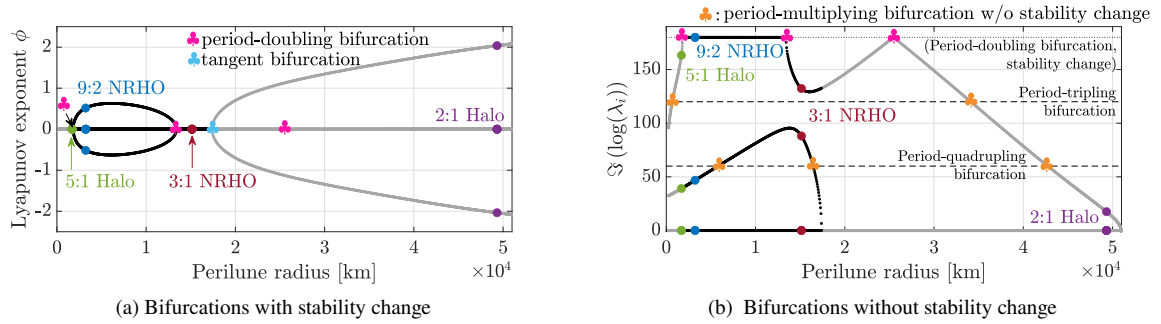 Lyapunov exponent ϕ
2
1
0
-1
-2
♣period-doubling bifurcation
♣tangent bifurcation
9:2 NRHO
2:1 Halo
5:1 Halo
3:1 NRHO
0 1 2 3 4 5
×10⁴
Perilune radius [km]
(a) Bifurcations with stability change
♣: period-multiplying bifurcation w/o stability change
ℑ (log(λᵢ))
150
100
50
0
9:2 NRHO
(Period-doubling bifurcation,
stability change)
5:1 Halo
Period-tripling
bifurcation
3:1 NRHO
Period-quadrupling
bifurcation
2:1 Halo
0 1 2 3 4 5
×10⁴
Perilune radius [km]
(b) Bifurcations without stability change